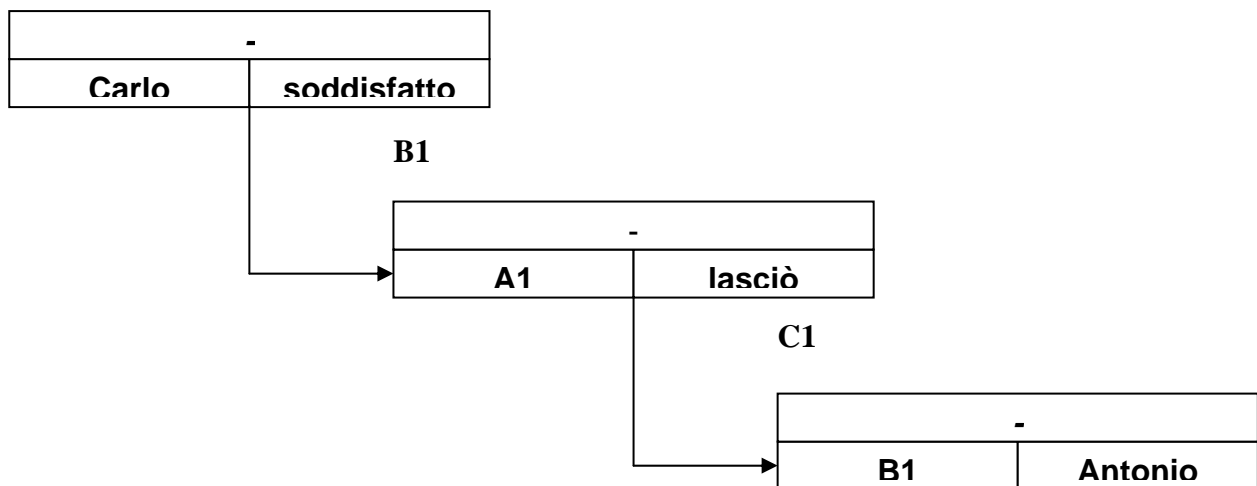 -
Carlo soddisfatto
B1
-
A1 lasciò
C1
-
B1 Antonio